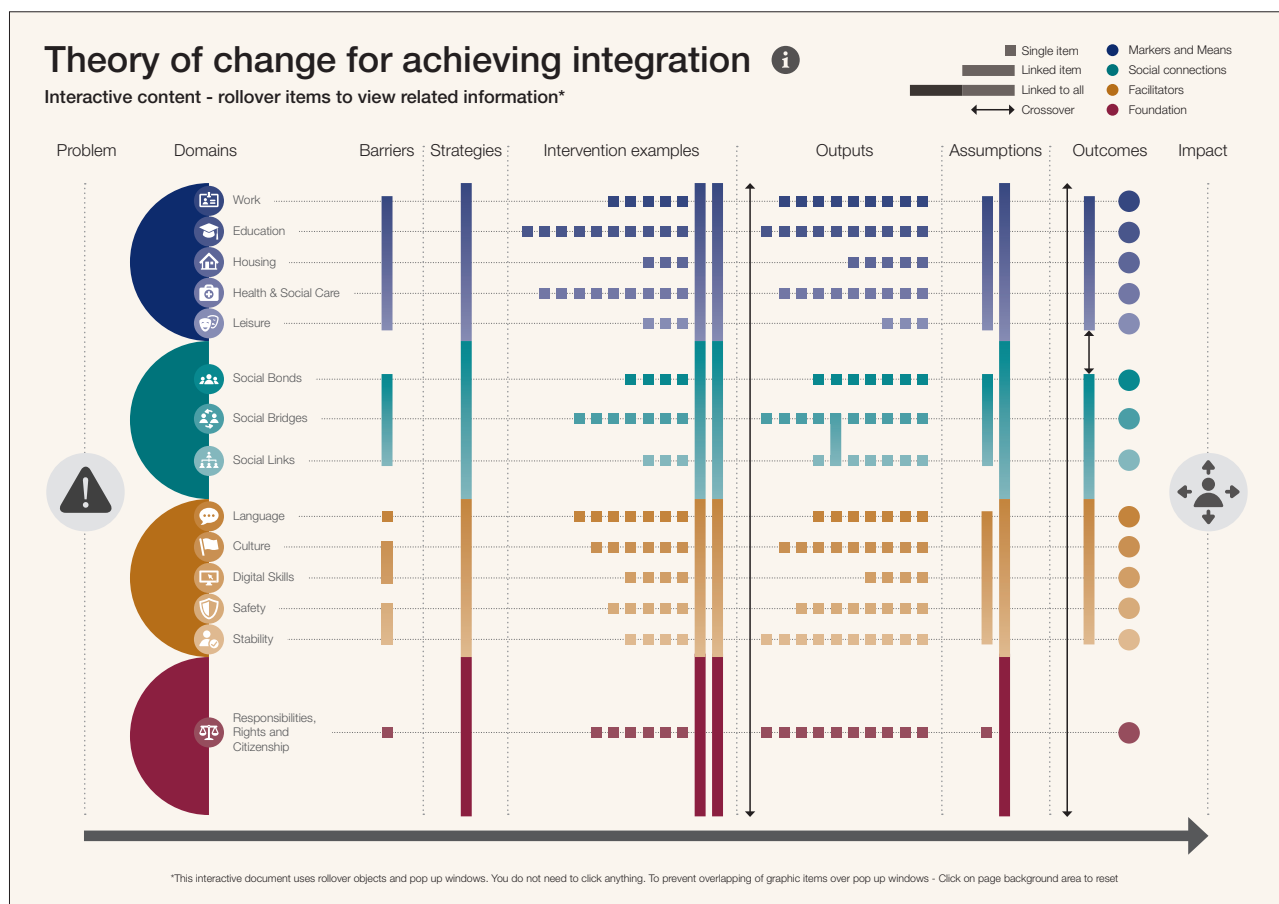 Theory of change for achieving integration
i
Interactive content - rollover items to view related information*
Single item
Linked item
Linked to all
Crossover
Markers and Means
Social connections
Facilitators
Foundation
Problem
Domains
Barriers
Strategies
Intervention examples
Outputs
Assumptions
Outcomes
Impact
Work
Education
Housing
Health & Social Care
Leisure
Social Bonds
Social Bridges
Social Links
Language
Culture
Digital Skills
Safety
Stability
Responsibilities,
Rights and
Citizenship
*This interactive document uses rollover objects and pop up windows. You do not need to click anything. To prevent overlapping of graphic items over pop up windows - Click on page background area to reset